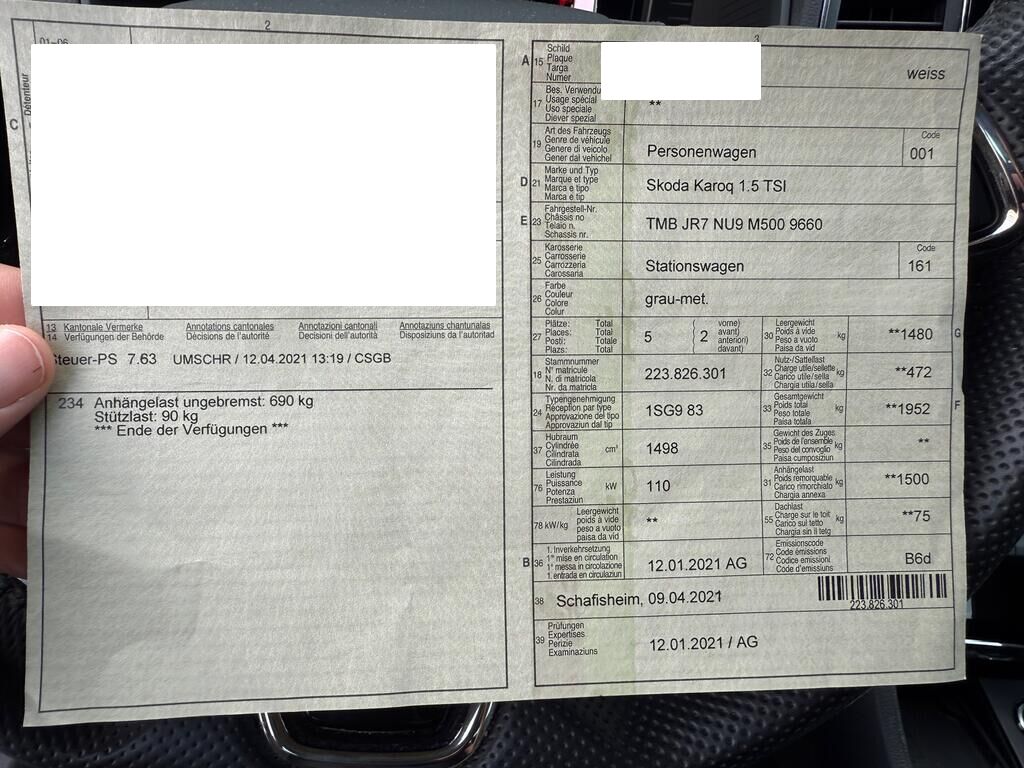 2
01-06
Détenteur
C
13 Kantonale Vermerke Annotations cantonales Annotazioni cantonali Annotaziuns chantunalas
14 Verfügungen der Behörde Décisions de l'autorité Decisioni dell'autorità Disposiziuns da l'autoritad
Steuer-PS 7.63 UMSCHR / 12.04.2021 13:19 / CSGB
234 Anhängelast ungebremst: 690 kg
Stützlast: 90 kg
*** Ende der Verfügungen ***
3
A 15 Schild
Plaque
Targa
Numer
weiss
17 Bes. Verwendu
Usage spécial
Uso speciale
Diever spezial
**
19 Art des Fahrzeugs
Genre de véhicule
Genere di veicolo
Gener dal vehichel
Personenwagen
Code
001
D 21 Marke und Typ
Marque et type
Marca e tipo
Marca e tip
Skoda Karoq 1.5 TSI
E 23 Fahrgestell-Nr.
Châssis no
Telaio n.
Schassis nr.
TMB JR7 NU9 M500 9660
25 Karosserie
Carrosserie
Carrozzeria
Carossaria
Stationswagen
Code
161
26 Farbe
Couleur
Colore
Colur
grau-met.
27 Plätze: Total
Places: Total
Posti: Totale
Plazs: Total
5
( 2 vorne)
avant)
anteriori)
davant)
30 Leergewicht
Poids à vide
Peso a vuoto
Paisa da vid
kg
**1480
G
18 Stammnummer
N° matricule
N. di matricola
Nr. da matricla
223.826.301
32 Nutz-/Sattellast
Charge utile/sellette
Carico utile/sella
Chargia utila/sella
kg
**472
24 Typengenehmigung
Réception par type
Approvazione del tipo
Approvaziun dal tip
1SG9 83
33 Gesamtgewicht
Poids total
Peso totale
Paisa totala
kg
**1952
F
37 Hubraum
Cylindrée
Cilindrata
Cilindrada
cm³
1498
35 Gewicht des Zuges
Poids de l'ensemble
Peso del convoglio
Paisa cumposiziun
kg
**
76 Leistung
Puissance
Potenza
Prestaziun
kW
110
31 Anhängelast
Poids remorquable
Carico rimorchiato
Chargia annexa
kg
**1500
78 kW/kg Leergewicht
poids à vide
peso a vuoto
paisa da vid
**
55 Dachlast
Charge sur le toit
Carico sul tetto
Chargia sin il tetg
kg
**75
B 36 1. Inverkehrsetzung
1re mise en circulation
1a messa in circolazione
1. entrada en circulaziun
12.01.2021 AG
72 Emissionscode
Code émissions
Codice emissioni
Code d'emissiuns
B6d
38 Schafisheim, 09.04.2021
223.826.301
39 Prüfungen
Expertises
Perizie
Examinaziuns
12.01.2021 / AG